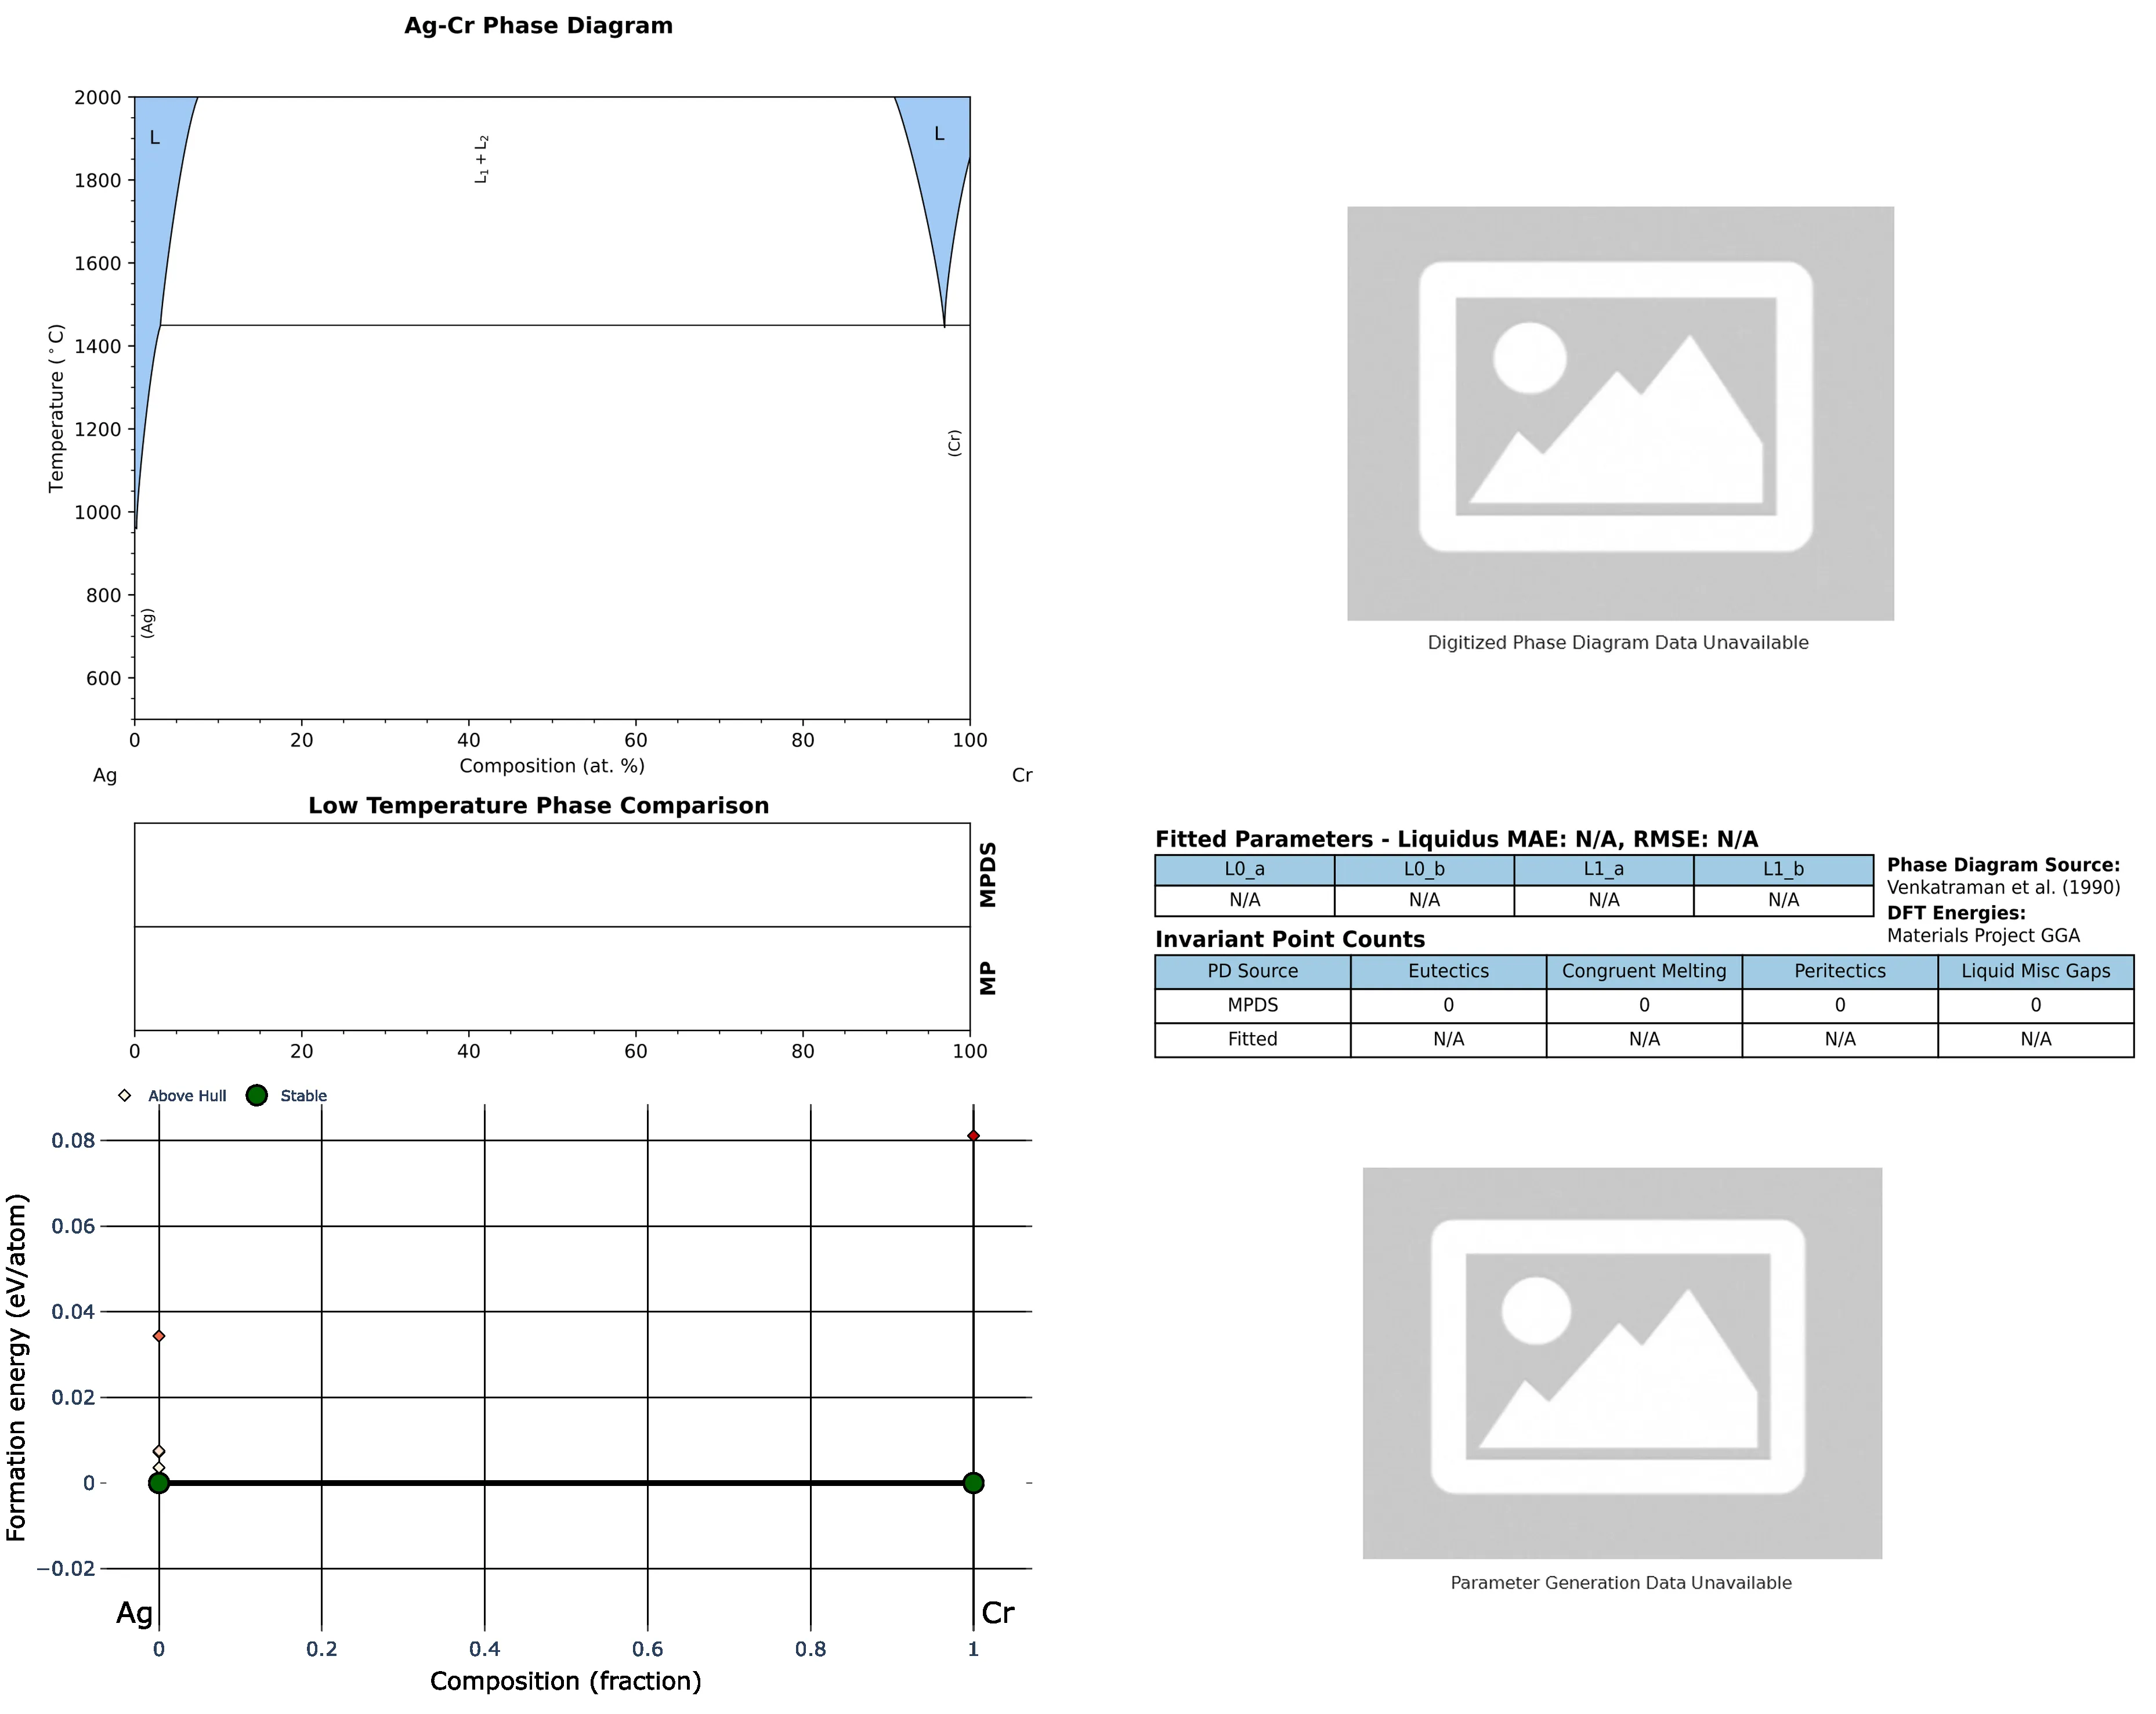 Ag-Cr Phase Diagram
2000
1800
1600
1400
1200
1000
800
600
Temperature (°C)
L
L₁ + L₂
L
(Cr)
(Ag)
0 20 40 60 80 100
Composition (at. %)
Ag Cr
Digitized Phase Diagram Data Unavailable
Low Temperature Phase Comparison
MPDS
MP
0 20 40 60 80 100
Fitted Parameters - Liquidus MAE: N/A, RMSE: N/A
L0_a L0_b L1_a L1_b
N/A N/A N/A N/A
Phase Diagram Source:
Venkatraman et al. (1990)
DFT Energies:
Materials Project GGA
Invariant Point Counts
PD Source Eutectics Congruent Melting Peritectics Liquid Misc Gaps
MPDS 0 0 0 0
Fitted N/A N/A N/A N/A
Above Hull Stable
0.08
0.06
0.04
0.02
0
−0.02
Formation energy (eV/atom)
Ag Cr
0 0.2 0.4 0.6 0.8 1
Composition (fraction)
Parameter Generation Data Unavailable